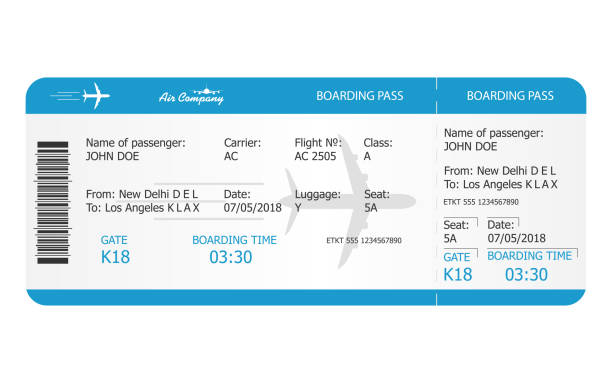 Air Company
BOARDING PASS
Name of passenger: Carrier: Flight №: Class:
JOHN DOE AC AC 2505 A
From: New Delhi D E L Date: Luggage: Seat:
To: Los Angeles K L A X 07/05/2018 Y 5A
GATE BOARDING TIME ETKT 555 1234567890
K18 03:30
BOARDING PASS
Name of passenger:
JOHN DOE
From: New Delhi D E L
To: Los Angeles K L A X
ETKT 555 1234567890
Seat: Date:
5A 07/05/2018
GATE BOARDING TIME
K18 03:30